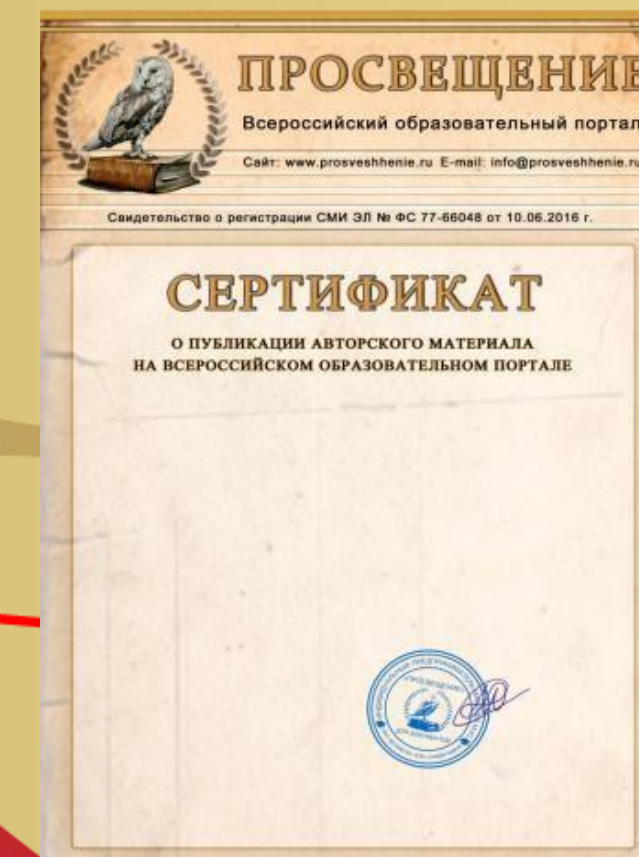 ПРОСВЕЩЕНИЕ
Всероссийский образовательный портал
Сайт: www.prosveshhenie.ru E-mail: info@prosveshhenie.ru
Свидетельство о регистрации СМИ ЭЛ № ФС 77-66048 от 10.06.2016 г.
СЕРТИФИКАТ
О ПУБЛИКАЦИИ АВТОРСКОГО МАТЕРИАЛА
НА ВСЕРОССИЙСКОМ ОБРАЗОВАТЕЛЬНОМ ПОРТАЛЕ